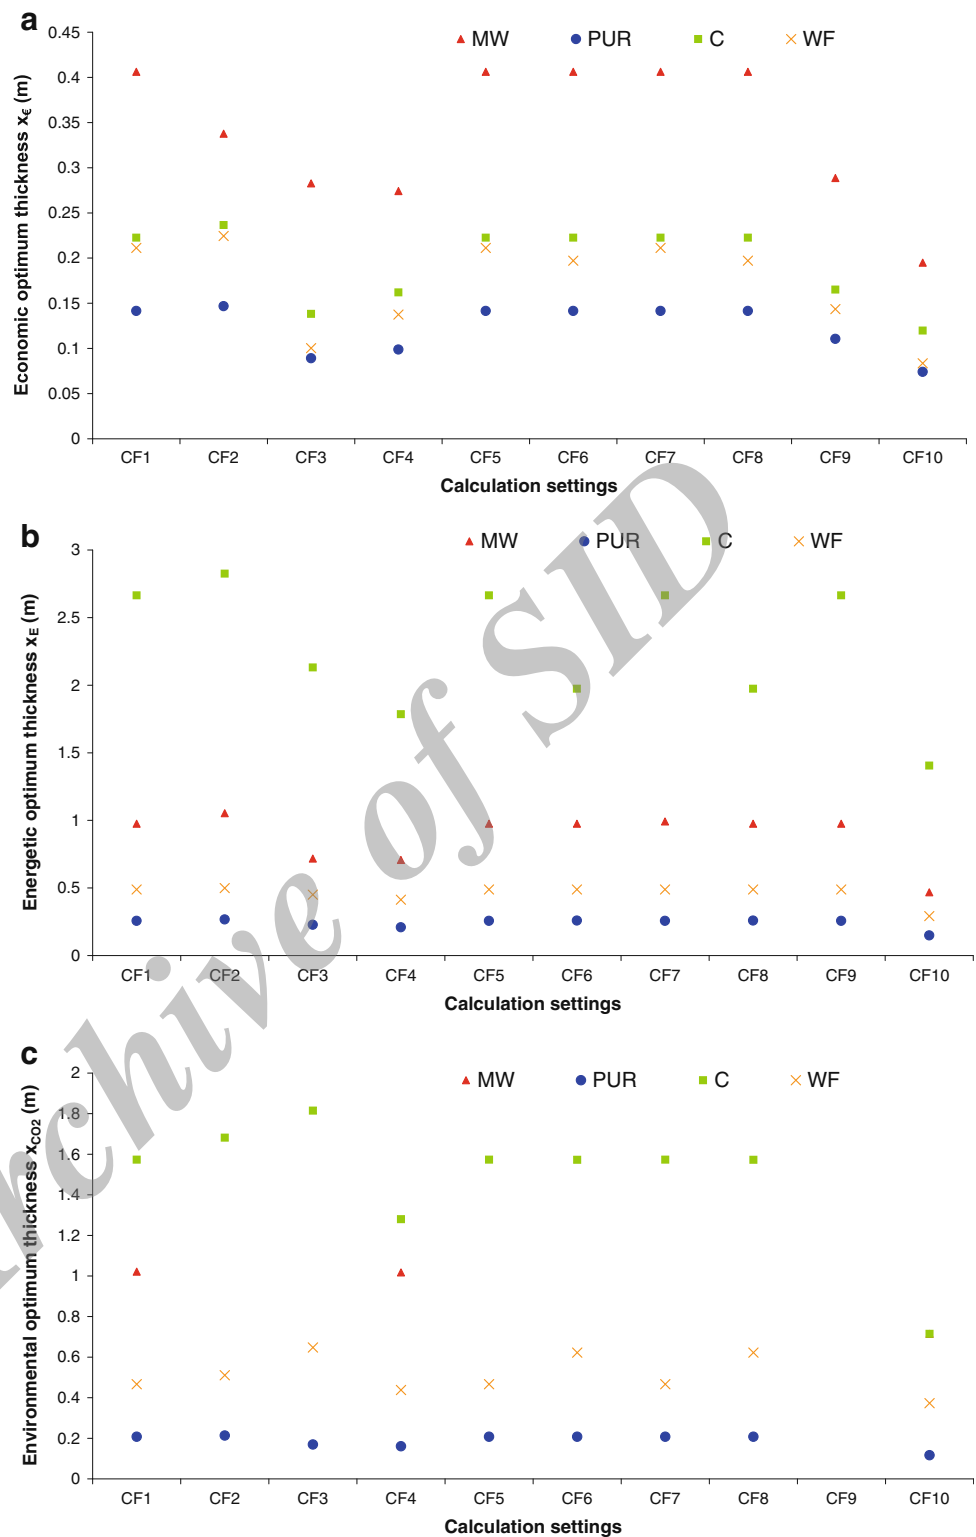 a
MW PUR C WF
Economic optimum thickness x€ (m)
0.45
0.4
0.35
0.3
0.25
0.2
0.15
0.1
0.05
0
CF1 CF2 CF3 CF4 CF5 CF6 CF7 CF8 CF9 CF10
Calculation settings
b
MW PUR C WF
Energetic optimum thickness xE (m)
3
2.5
2
1.5
1
0.5
0
CF1 CF2 CF3 CF4 CF5 CF6 CF7 CF8 CF9 CF10
Calculation settings
c
MW PUR C WF
Environmental optimum thickness xCO2 (m)
2
1.8
1.6
1.4
1.2
1
0.8
0.6
0.4
0.2
0
CF1 CF2 CF3 CF4 CF5 CF6 CF7 CF8 CF9 CF10
Calculation settings
Archive of SID